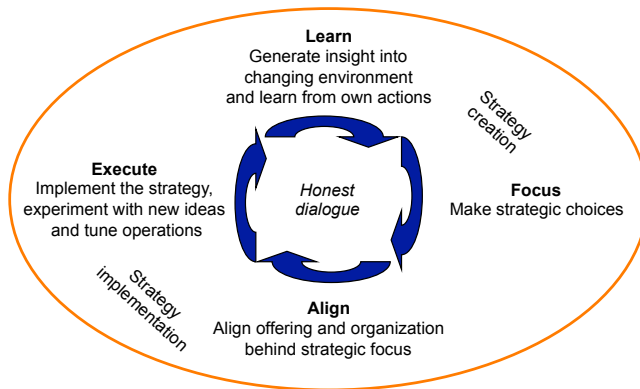 Learn
Generate insight into
changing environment
and learn from own actions
Strategy
creation
Execute
Implement the strategy,
experiment with new ideas
and tune operations
Honest
dialogue
Focus
Make strategic choices
Strategy
implementation
Align
Align offering and organization
behind strategic focus